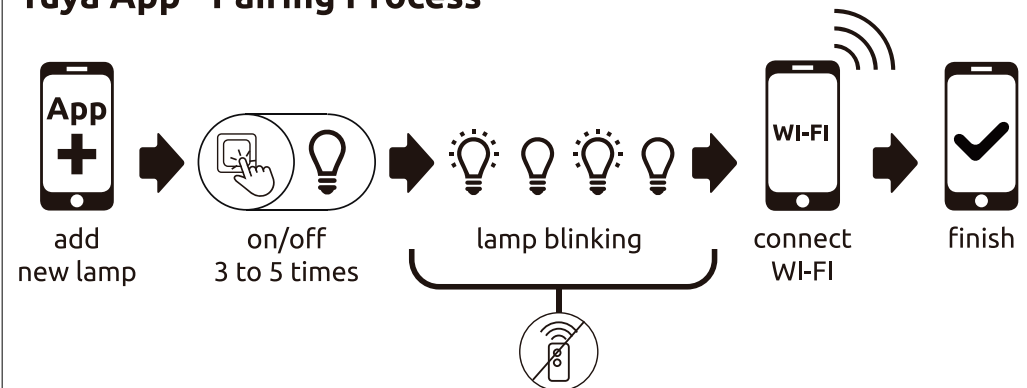 Tuya App - Pairing Process
App
WI-FI
add
new lamp
on/off
3 to 5 times
lamp blinking
connect
WI-FI
finish